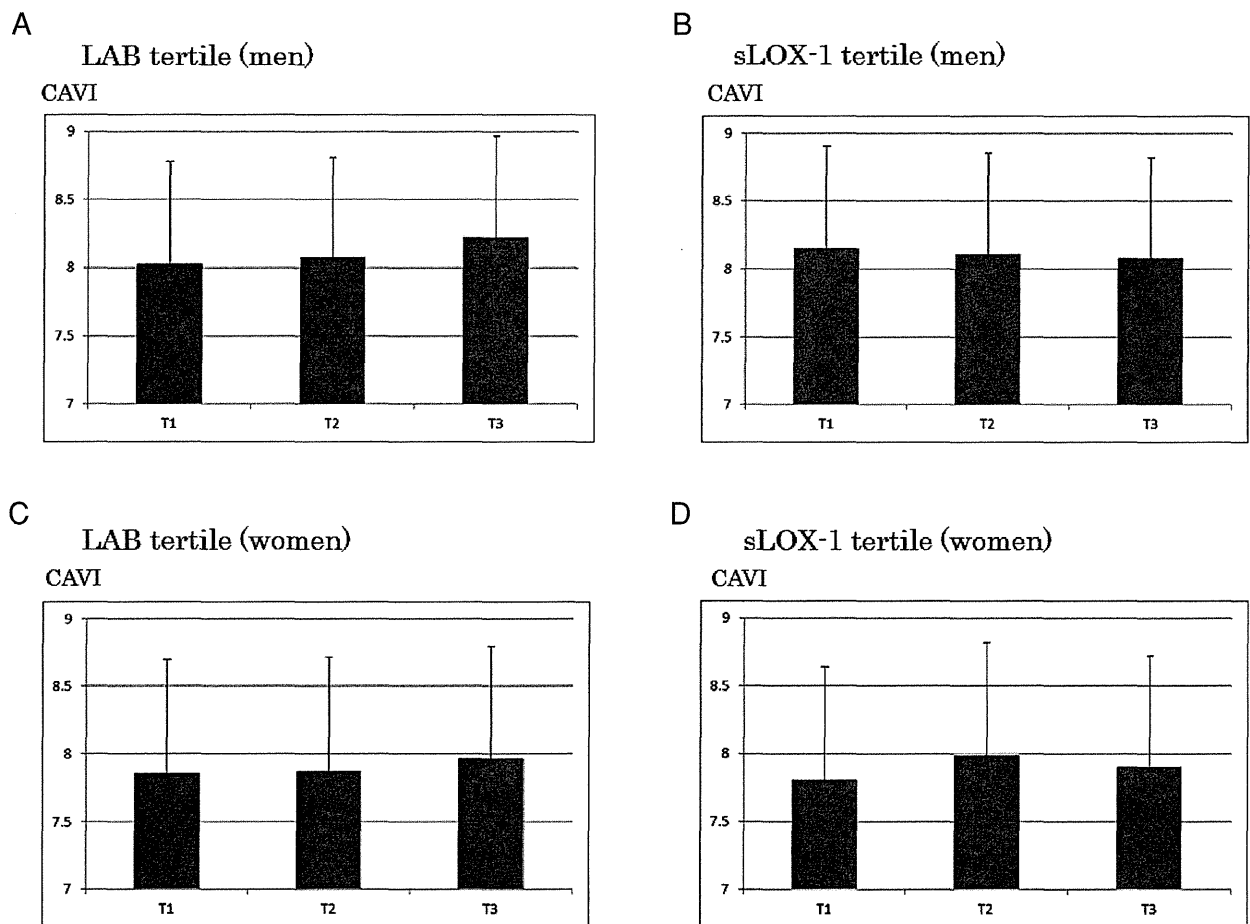 A
LAB tertile (men)
CAVI
9
8.5
8
7.5
7
T1 T2 T3
B
sLOX-1 tertile (men)
CAVI
9
8.5
8
7.5
7
T1 T2 T3
C
LAB tertile (women)
CAVI
9
8.5
8
7.5
7
T1 T2 T3
D
sLOX-1 tertile (women)
CAVI
9
8.5
8
7.5
7
T1 T2 T3